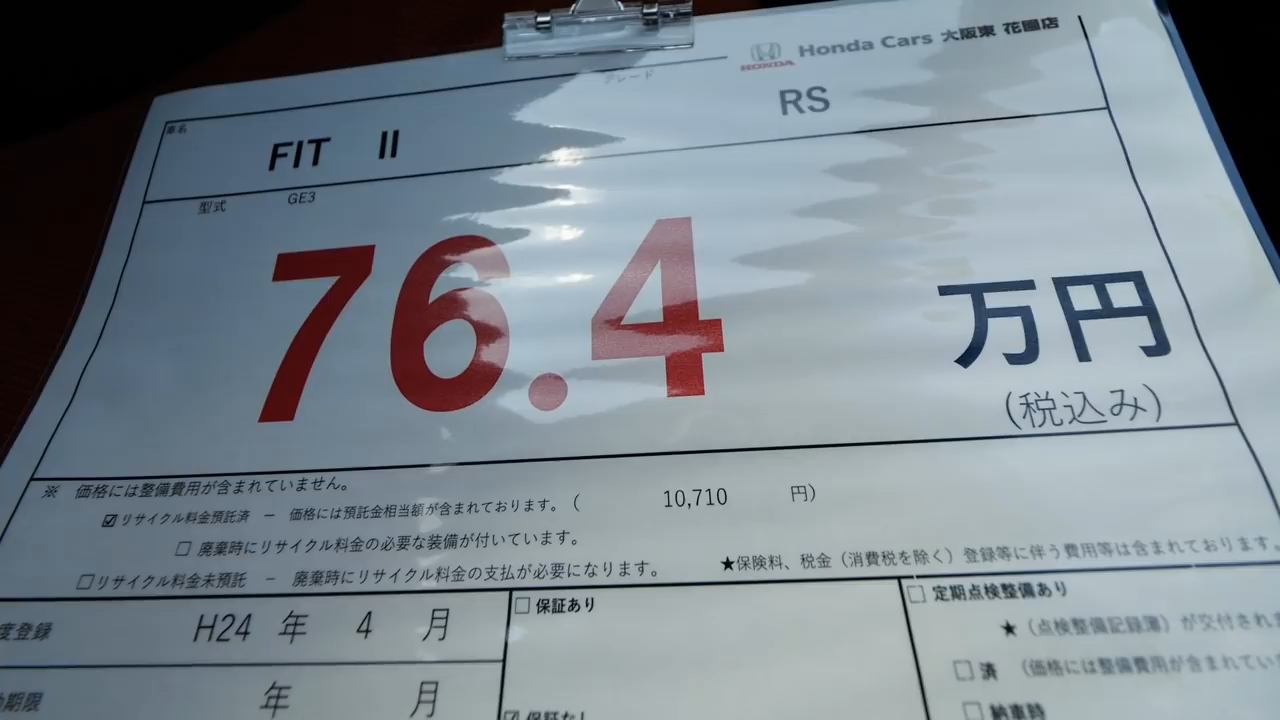 HONDA Honda Cars 大阪東 花園店
車名 グレード
FIT II RS
型式 GE3
76.4 万円
(税込み)
※ 価格には整備費用が含まれていません。
☑リサイクル料金預託済 － 価格には預託金相当額が含まれております。( 10,710 円)
□ 廃棄時にリサイクル料金の必要な装備が付いています。
□リサイクル料金未預託 － 廃棄時にリサイクル料金の支払が必要になります。
★保険料、税金（消費税を除く）登録等に伴う費用等は含まれております。
度登録 H24 年 4 月
□ 保証あり
□ 定期点検整備あり
★（点検整備記録簿）が交付されま
□ 済 （価格には整備費用が含まれてい
期限 年 月
☑ 保証なし
□ 納車時